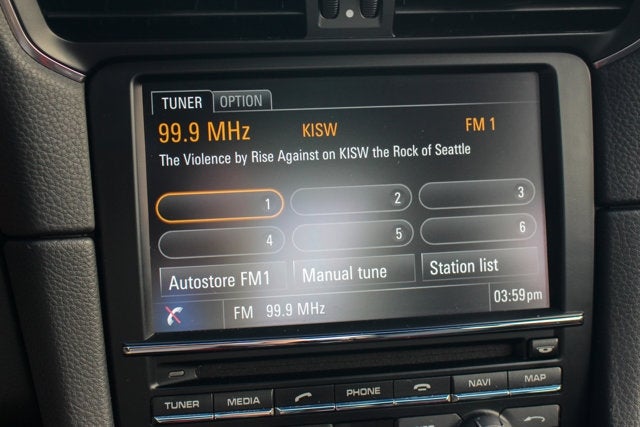 TUNER OPTION
99.9 MHz KISW FM 1
The Violence by Rise Against on KISW the Rock of Seattle
1 2 3
4 5 6
Autostore FM1 Manual tune Station list
FM 99.9 MHz 03:59pm
TUNER MEDIA PHONE NAVI MAP